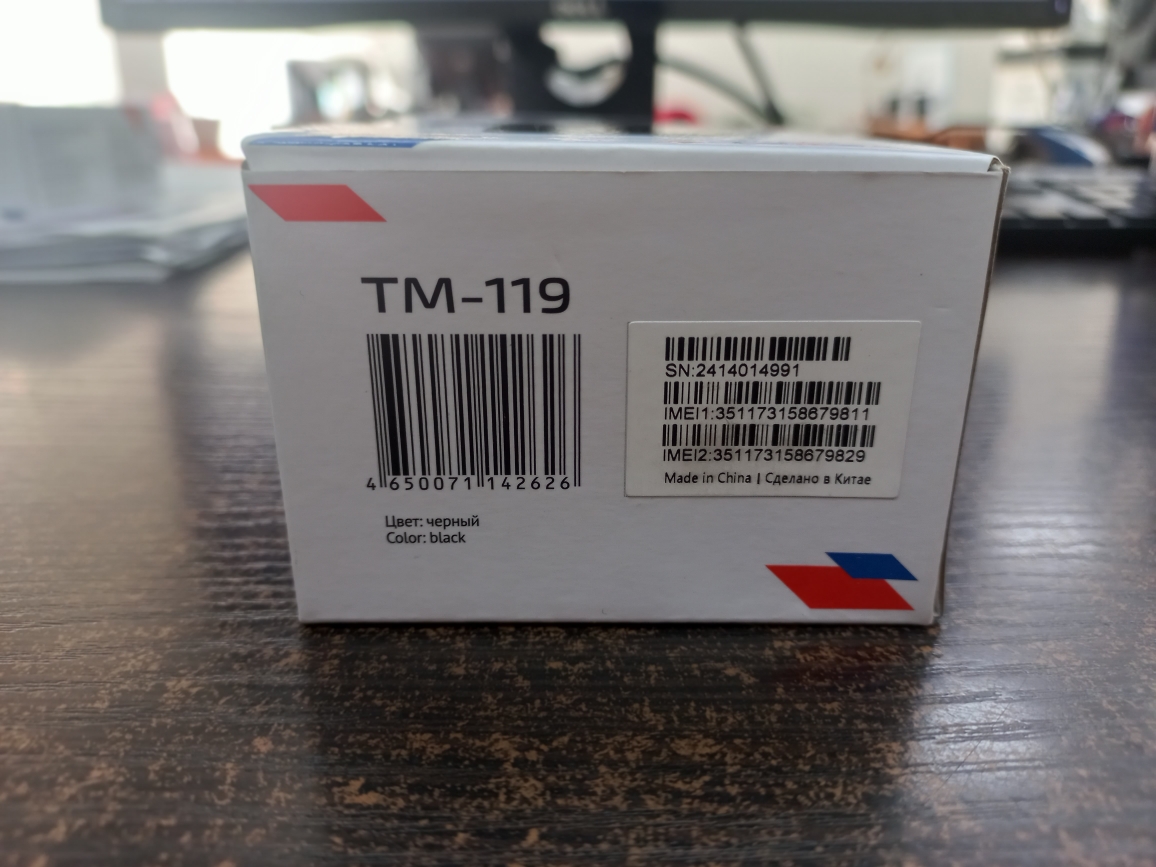 TM-119
4 650071 142626
Цвет: черный
Color: black
SN:2414014991
IMEI1:351173158679811
IMEI2:351173158679829
Made in China | Сделано в Китае